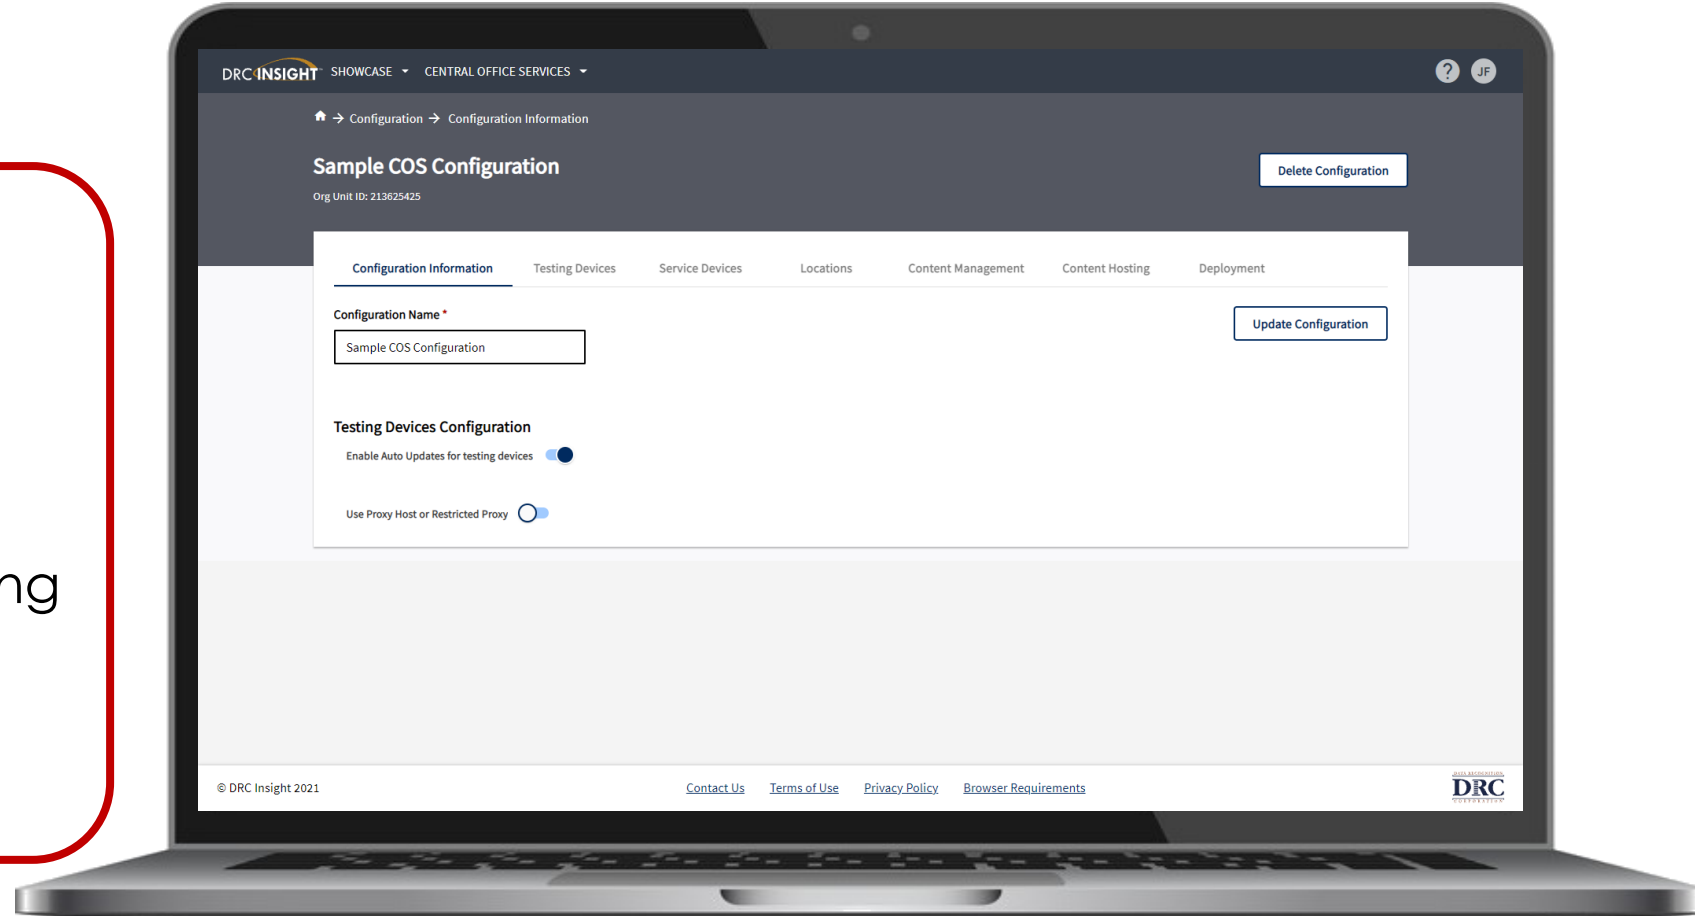 DRC INSIGHT SHOWCASE CENTRAL OFFICE SERVICES ? JF
→ Configuration → Configuration Information
Sample COS Configuration
Delete Configuration
Org Unit ID: 213625425
Configuration Information Testing Devices Service Devices Locations Content Management Content Hosting Deployment
Configuration Name *
Update Configuration
Sample COS Configuration
Testing Devices Configuration
Enable Auto Updates for testing devices
Use Proxy Host or Restricted Proxy
ng
© DRC Insight 2021 Contact Us Terms of Use Privacy Policy Browser Requirements
DATA RECOGNITION
DRC
CORPORATION